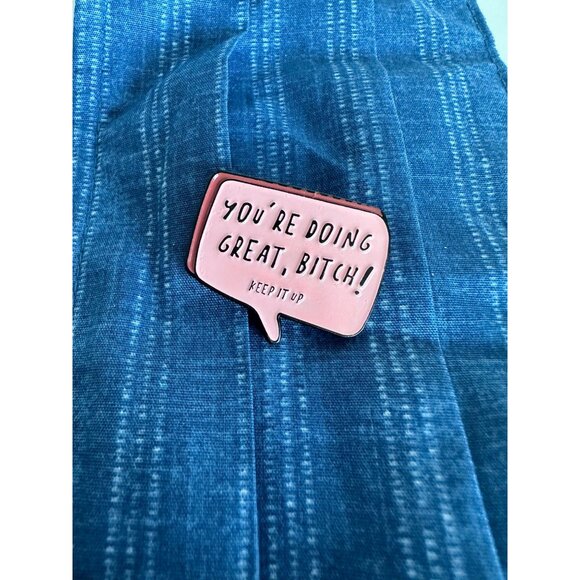 YOU'RE DOING
GREAT, BITCH!
KEEP IT UP